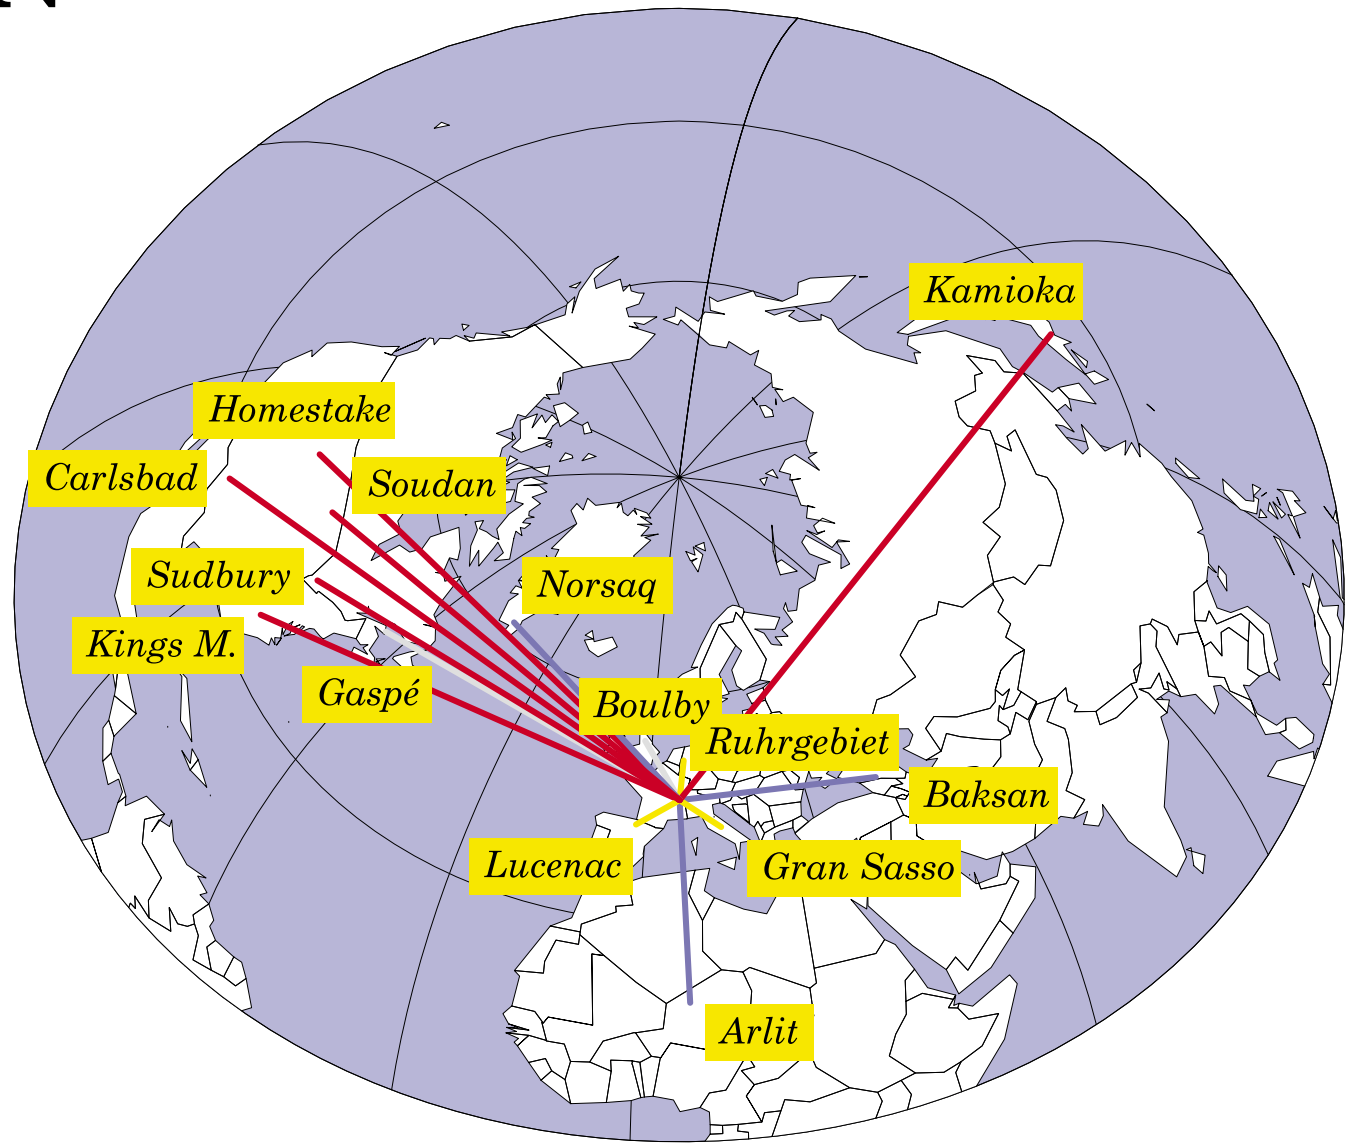 Kamioka
Homestake
Carlsbad
Soudan
Sudbury
Norsaq
Kings M.
Gaspé
Boulby
Ruhrgebiet
Baksan
Lucenac
Gran Sasso
Arlit